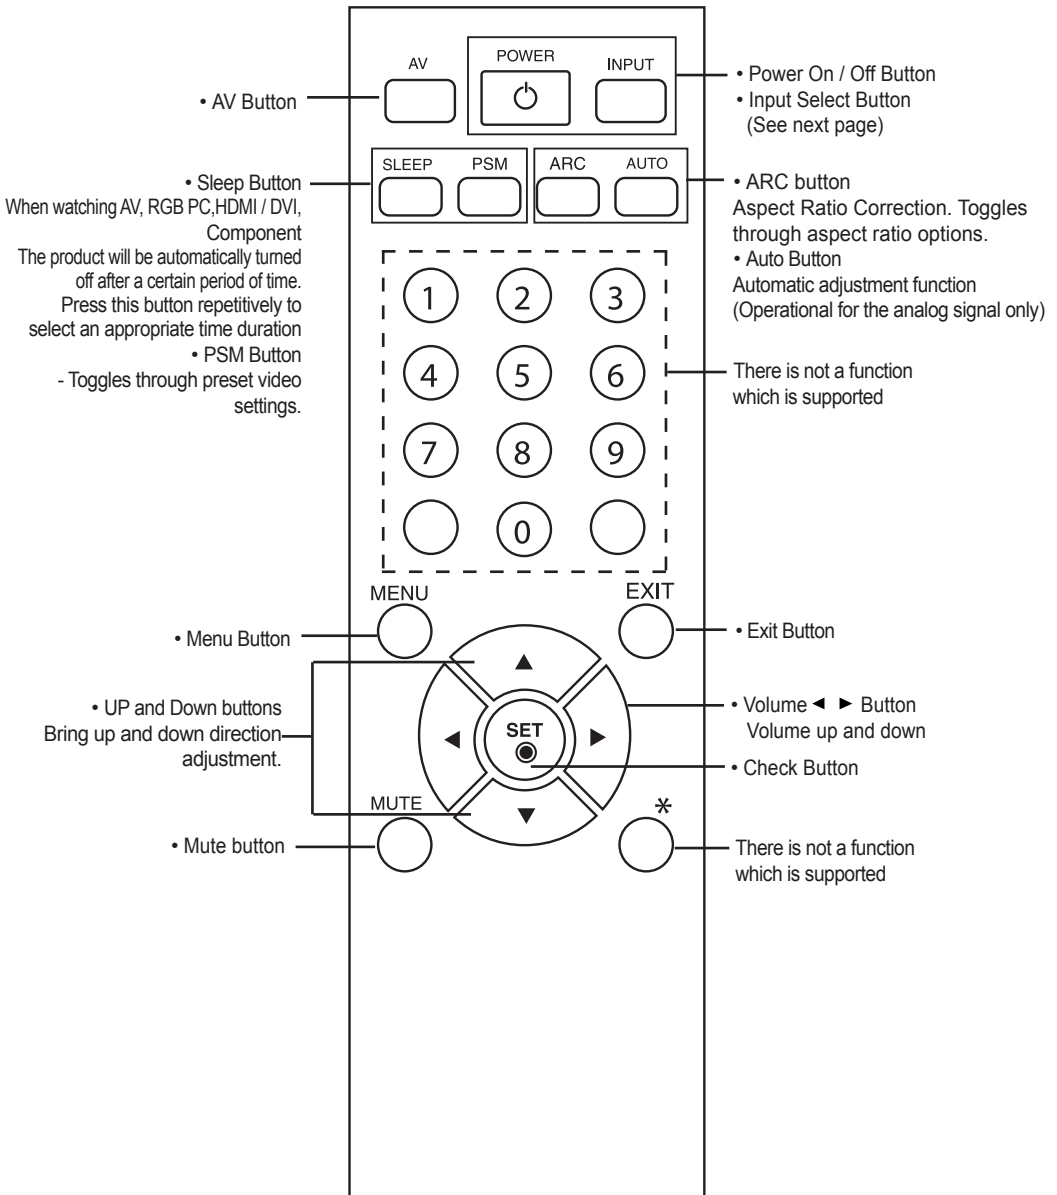 AV
POWER
INPUT
• AV Button
• Power On / Off Button
• Input Select Button
(See next page)
SLEEP
PSM
ARC
AUTO
• Sleep Button
When watching AV, RGB PC,HDMI / DVI,
Component
The product will be automatically turned
off after a certain period of time.
Press this button repetitively to
select an appropriate time duration
• PSM Button
- Toggles through preset video
settings.
• ARC button
Aspect Ratio Correction. Toggles
through aspect ratio options.
• Auto Button
Automatic adjustment function
(Operational for the analog signal only)
1 2 3
4 5 6
7 8 9
0
There is not a function
which is supported
MENU
EXIT
• Menu Button
• Exit Button
• UP and Down buttons
Bring up and down direction
adjustment.
▲
◄ SET ►
▼
• Volume ◄ ► Button
Volume up and down
• Check Button
MUTE
*
• Mute button
There is not a function
which is supported